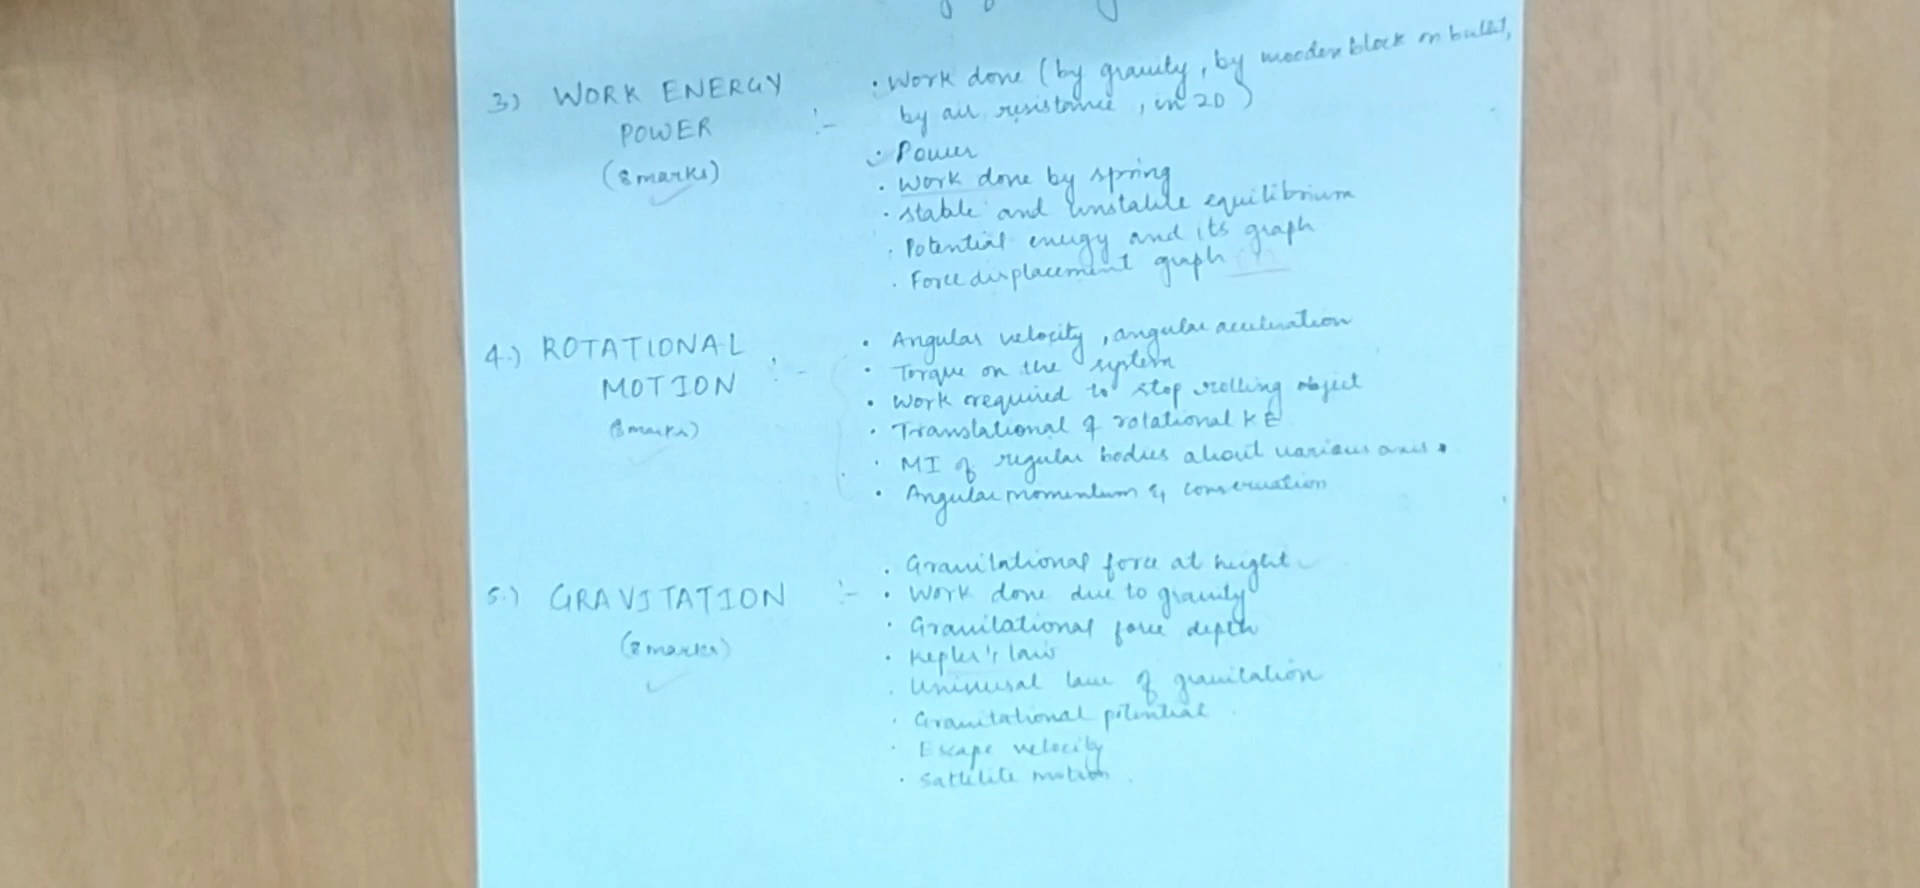 3) WORK ENERGY
POWER :-
(8 marks)
• Work done (by gravity, by wooden block on bullet,
by air resistance, in 2D)
• Power
• Work done by spring
• stable and unstable equilibrium
• Potential energy and its graph
• Force displacement graph
4.) ROTATIONAL
MOTION :-
(8 marks)
• Angular velocity, angular acceleration
• Torque on the system
• Work required to stop rolling object
• Translational & rotational KE
• MI of regular bodies about various axis.
• Angular momentum & conservation
5.) GRAVITATION :-
(8 marks)
• Gravitational force at height
• Work done due to gravity
• Gravitational force depth
• Kepler's law
• Universal law of gravitation
• Gravitational potential
• Escape velocity
• Sattelite motion.